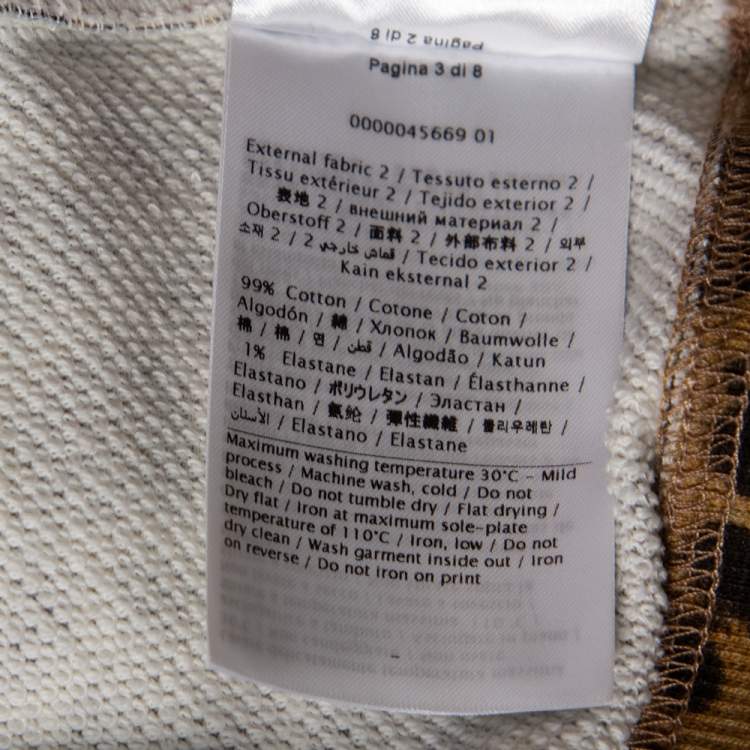 Pagina 2 di 8
Pagina 3 di 8
0000045669 01
External fabric 2 / Tessuto esterno 2 /
Tissu extérieur 2 / Tejido exterior 2 /
表地 2 / внешний материал 2 /
Oberstoff 2 / 面料 2 / 外部布料 2 / 외부
소재 2 / قماش خارجي 2 / Tecido exterior 2 /
Kain eksternal 2
99% Cotton / Cotone / Coton /
Algodón / 綿 / Хлопок / Baumwolle /
棉 / 棉 / 면 / قطن / Algodão / Katun
1% Elastane / Elastan / Élasthanne /
Elastano / ポリウレタン / Эластан /
Elasthan / 氨纶 / 彈性纖維 / 폴리우레탄 /
الأستان / Elastano / Elastane
Maximum washing temperature 30°C - Mild
process / Machine wash, cold / Do not
bleach / Do not tumble dry / Flat drying /
Dry flat / Iron at maximum sole-plate
temperature of 110°C / Iron, low / Do not
dry clean / Wash garment inside out / Iron
on reverse / Do not iron on print